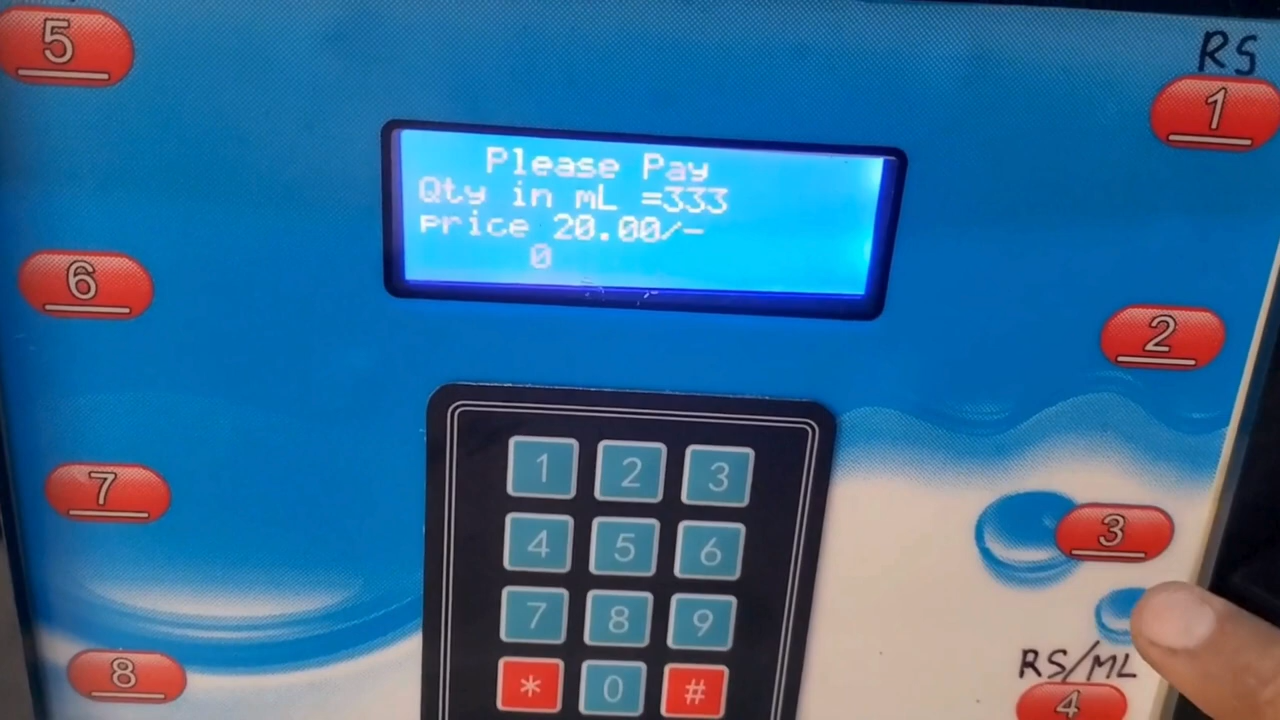 5
RS
1
Please Pay
Qty in mL =333
price 20.00/-
0
6
2
1 2 3
4 5 6
7 8 9
* 0 #
7
3
8
RS/ML
4